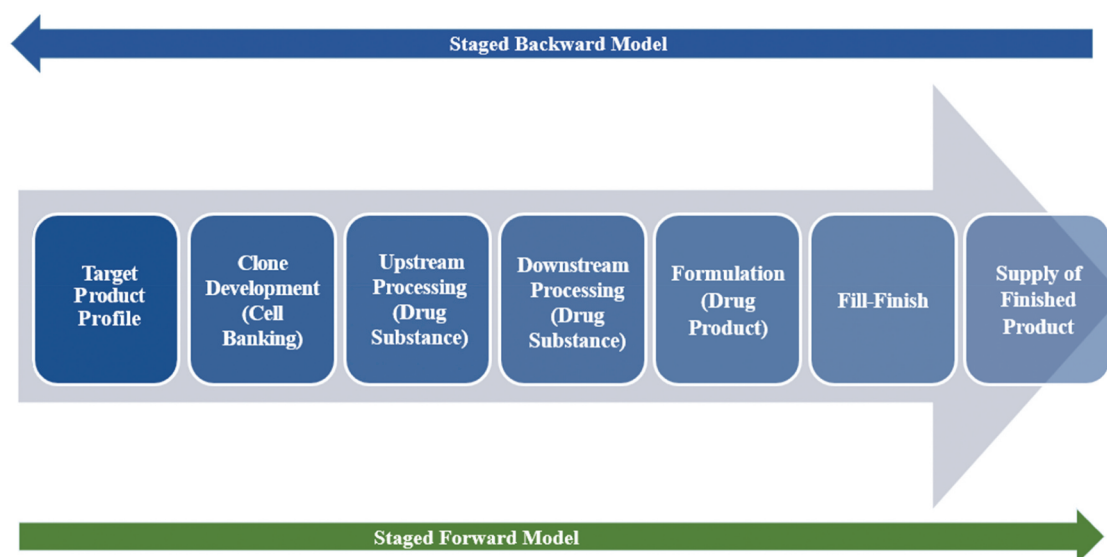 Staged Backward Model
Target
Product
Profile
Clone
Development
(Cell
Banking)
Upstream
Processing
(Drug
Substance)
Downstream
Processing
(Drug
Substance)
Formulation
(Drug
Product)
Fill-Finish
Supply of
Finished
Product
Staged Forward Model